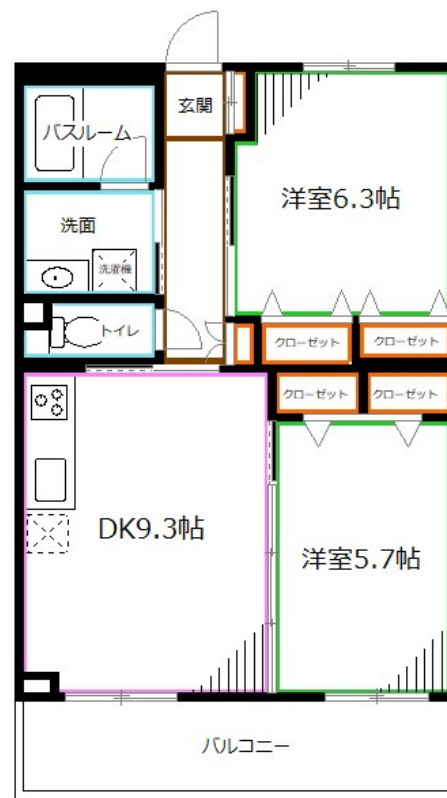 玄関
バスルーム
洋室6.3帖
洗面
洗濯機
トイレ
クローゼット
クローゼット
クローゼット
クローゼット
DK9.3帖
洋室5.7帖
バルコニー